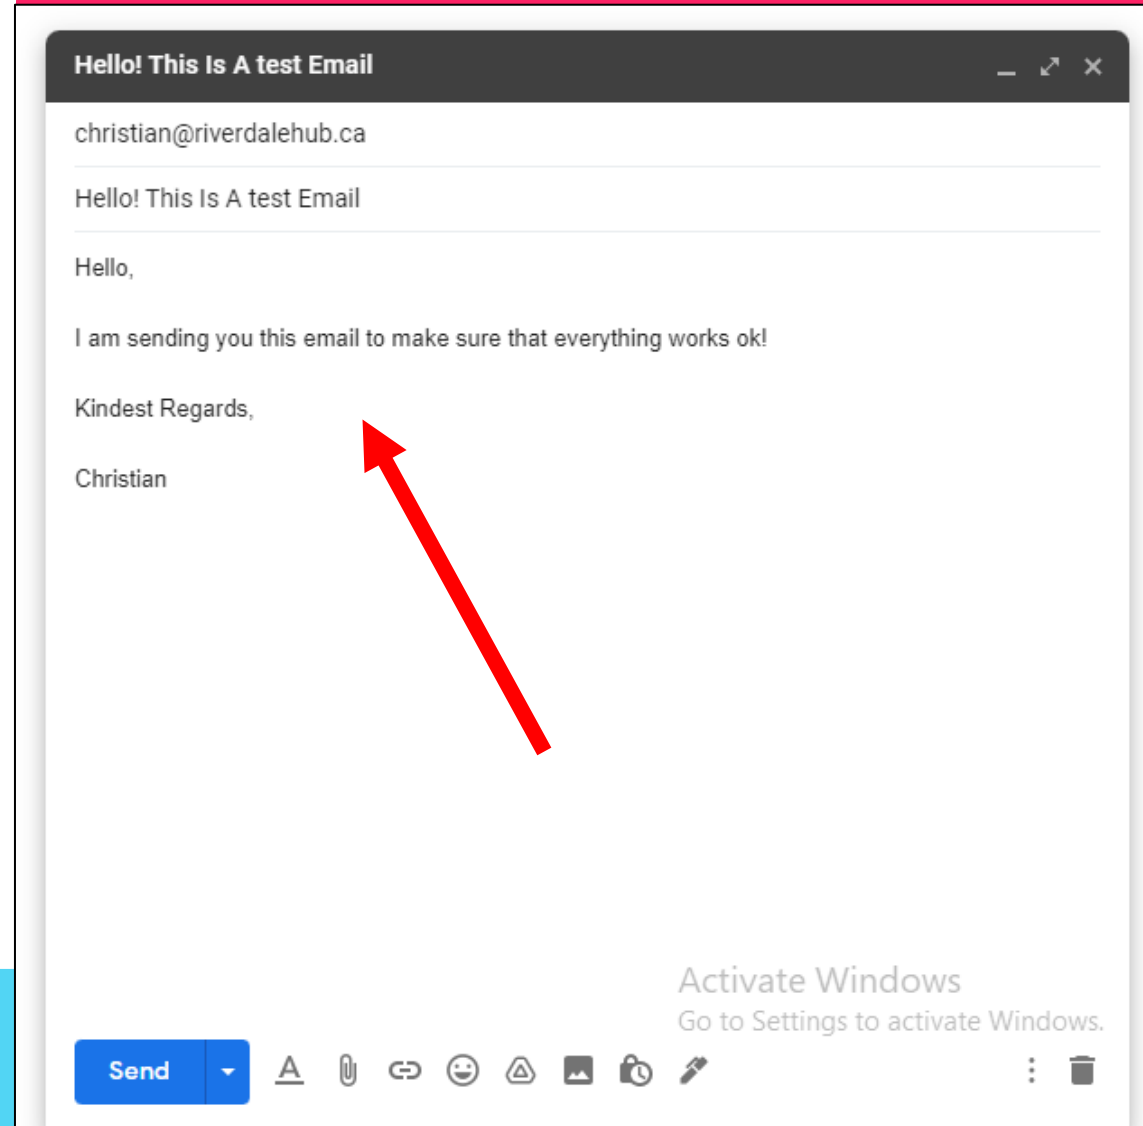 Hello! This Is A test Email
christian@riverdalehub.ca
Hello! This Is A test Email
Hello,
I am sending you this email to make sure that everything works ok!
Kindest Regards,
Christian
Activate Windows
Go to Settings to activate Windows.
Send